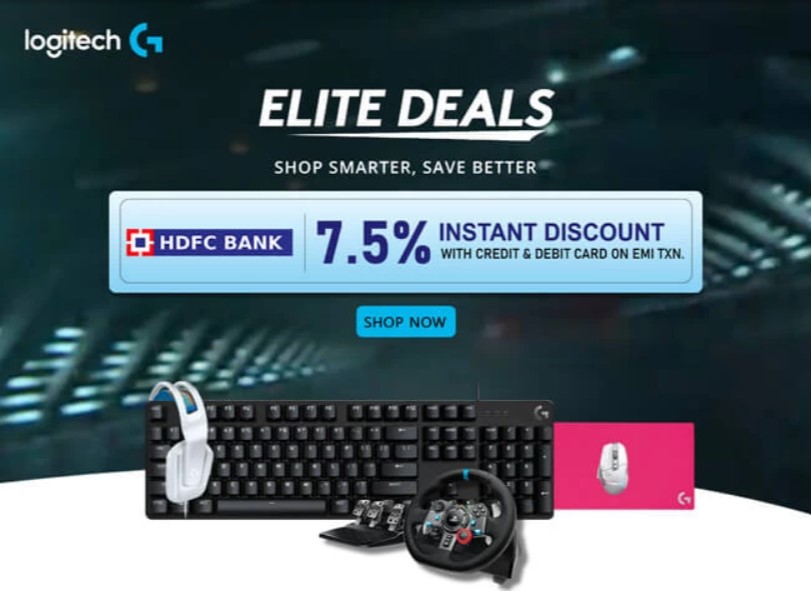 logitech G
ELITE DEALS
SHOP SMARTER, SAVE BETTER
HDFC BANK
7.5% INSTANT DISCOUNT
WITH CREDIT & DEBIT CARD ON EMI TXN.
SHOP NOW